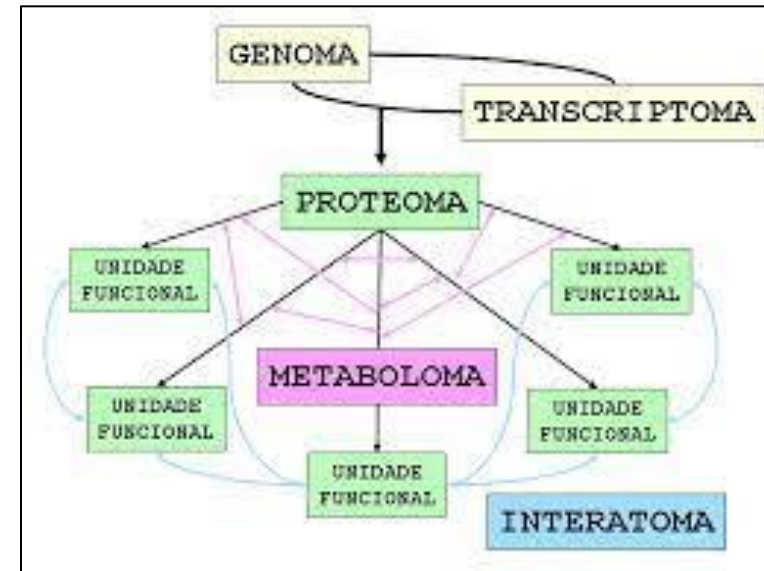 GENOMA
TRANSCRIPTOMA
PROTEOMA
UNIDADE
FUNCIONAL
UNIDADE
FUNCIONAL
METABOLOMA
UNIDADE
FUNCIONAL
UNIDADE
FUNCIONAL
UNIDADE
FUNCIONAL
INTERATOMA